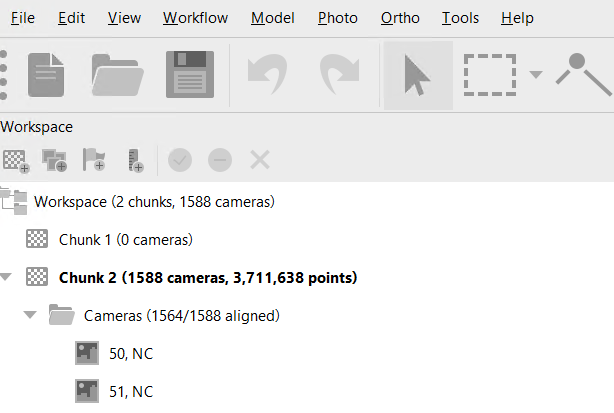 File Edit View Workflow Model Photo Ortho Tools Help
Workspace
Workspace (2 chunks, 1588 cameras)
Chunk 1 (0 cameras)
Chunk 2 (1588 cameras, 3,711,638 points)
Cameras (1564/1588 aligned)
50, NC
51, NC